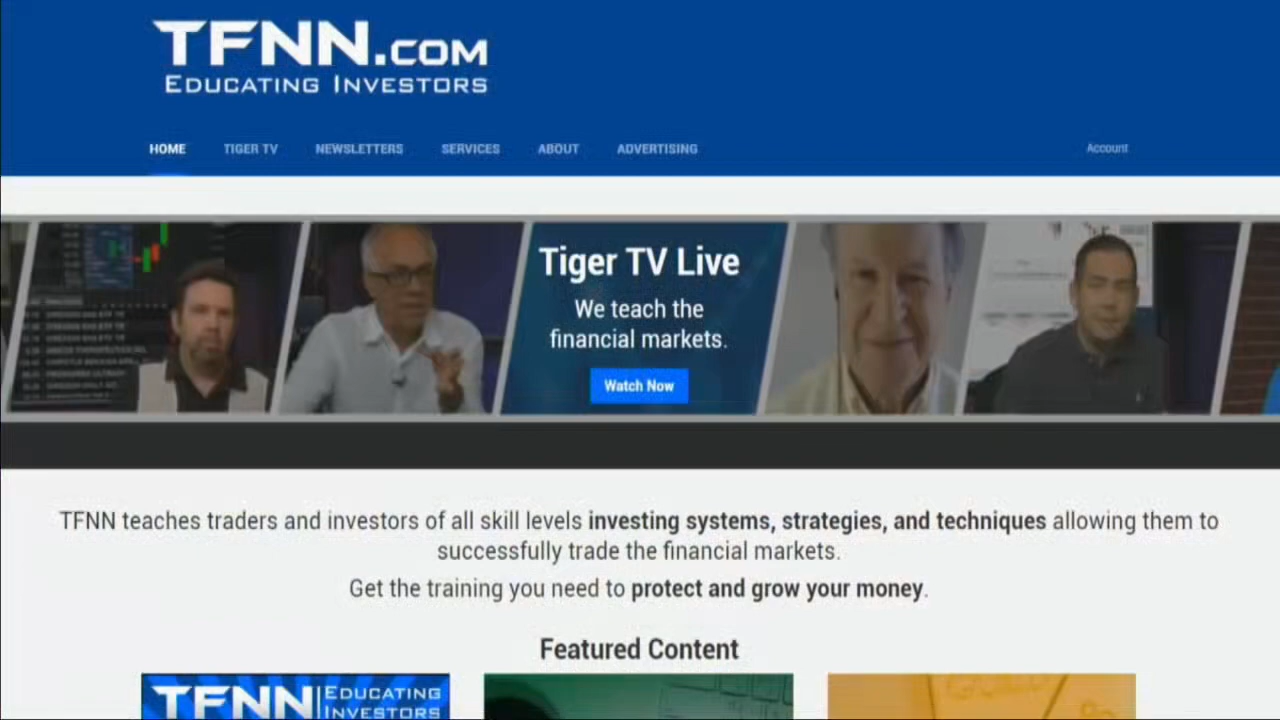 TFNN.COM
EDUCATING INVESTORS
HOME TIGER TV NEWSLETTERS SERVICES ABOUT ADVERTISING Account
Tiger TV Live
We teach the
financial markets.
Watch Now
TFNN teaches traders and investors of all skill levels investing systems, strategies, and techniques allowing them to
successfully trade the financial markets.
Get the training you need to protect and grow your money.
Featured Content
TFNN EDUCATING
INVESTORS
GOLD